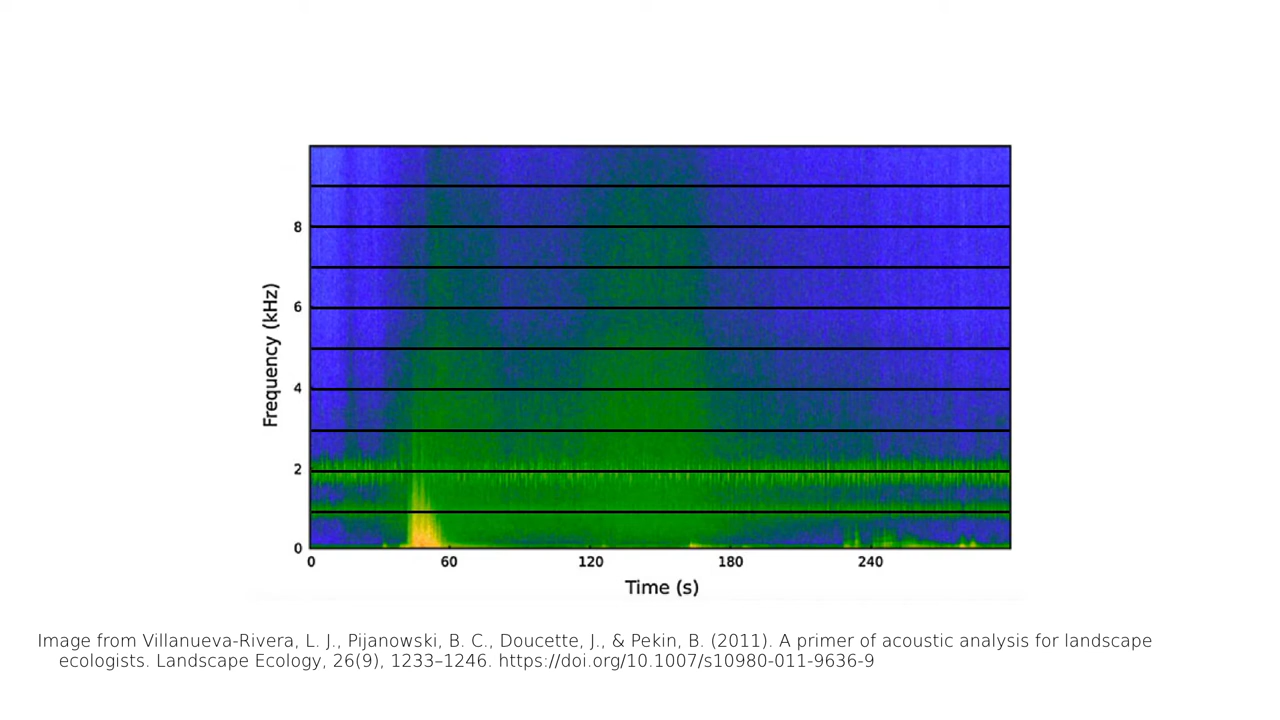 8
6
4
2
0
Frequency (kHz)
0 60 120 180 240
Time (s)
Image from Villanueva-Rivera, L. J., Pijanowski, B. C., Doucette, J., & Pekin, B. (2011). A primer of acoustic analysis for landscape
ecologists. Landscape Ecology, 26(9), 1233–1246. https://doi.org/10.1007/s10980-011-9636-9